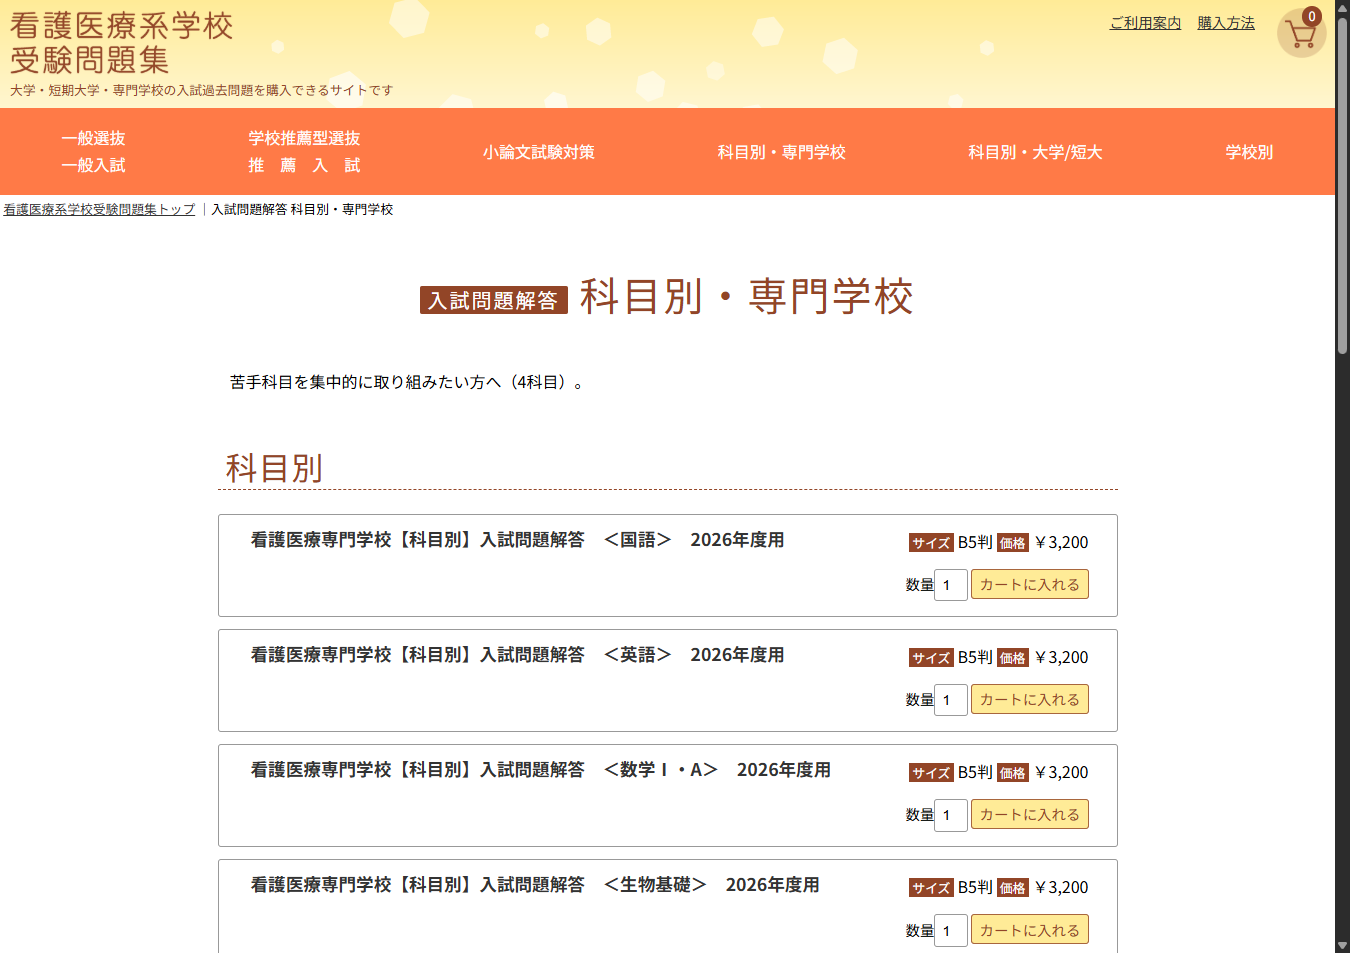 看護医療系学校
受験問題集
大学・短期大学・専門学校の入試過去問題を購入できるサイトです
ご利用案内 購入方法 0
一般選抜
一般入試
学校推薦型選抜
推 薦 入 試
小論文試験対策
科目別・専門学校
科目別・大学/短大
学校別
看護医療系学校受験問題集トップ | 入試問題解答 科目別・専門学校
入試問題解答 科目別・専門学校
苦手科目を集中的に取り組みたい方へ（4科目）。
科目別
看護医療専門学校【科目別】入試問題解答　＜国語＞　2026年度用
サイズ B5判 価格 ￥3,200
数量 1 カートに入れる
看護医療専門学校【科目別】入試問題解答　＜英語＞　2026年度用
サイズ B5判 価格 ￥3,200
数量 1 カートに入れる
看護医療専門学校【科目別】入試問題解答　＜数学Ⅰ・A＞　2026年度用
サイズ B5判 価格 ￥3,200
数量 1 カートに入れる
看護医療専門学校【科目別】入試問題解答　＜生物基礎＞　2026年度用
サイズ B5判 価格 ￥3,200
数量 1 カートに入れる